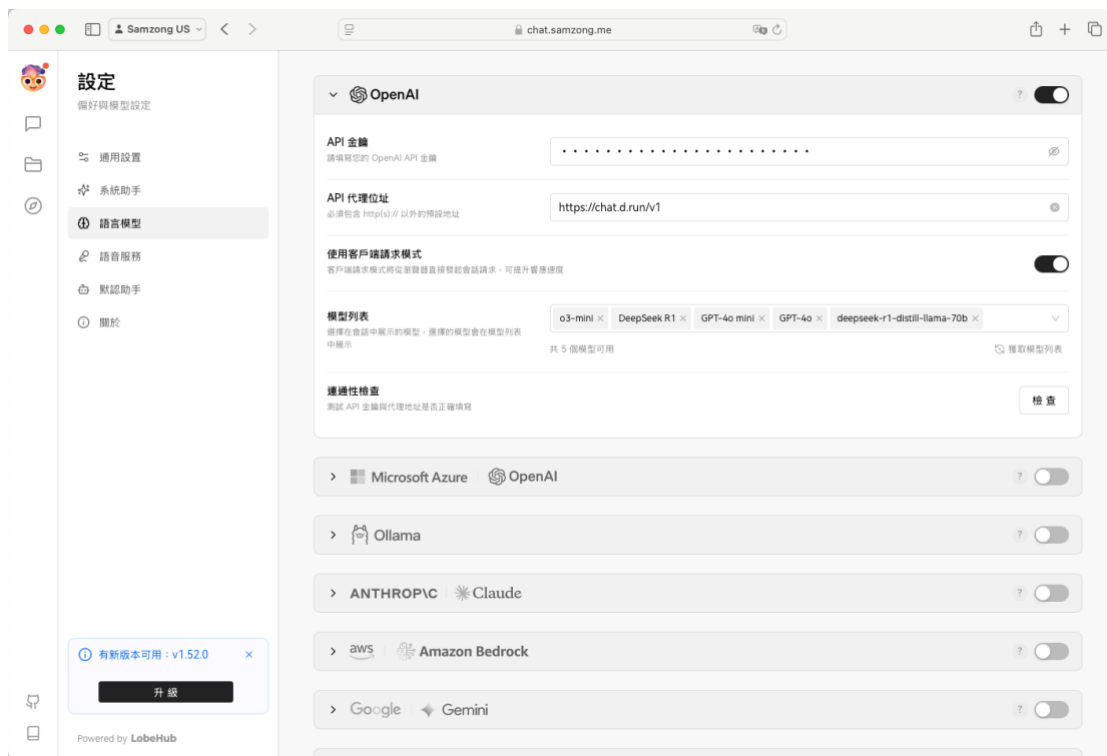 Samzong US
chat.samzong.me
設定
偏好與模型設定
通用設置
系統助手
語言模型
語音服務
默認助手
關於
有新版本可用：v1.52.0
升 級
Powered by LobeHub
OpenAI
API 金鑰
請填寫您的 OpenAI API 金鑰
API 代理位址
必須包含 http(s):// 以外的預設地址
https://chat.d.run/v1
使用客戶端請求模式
客戶端請求模式將從瀏覽器直接發起會話請求，可提升響應速度
模型列表
選擇在會話中展示的模型，選擇的模型會在模型列表
中展示
o3-mini DeepSeek R1 GPT-4o mini GPT-4o deepseek-r1-distill-llama-70b
共 5 個模型可用
獲取模型列表
連通性檢查
測試 API 金鑰與代理地址是否正確填寫
檢 查
Microsoft Azure OpenAI
Ollama
ANTHROP\C Claude
aws Amazon Bedrock
Google Gemini